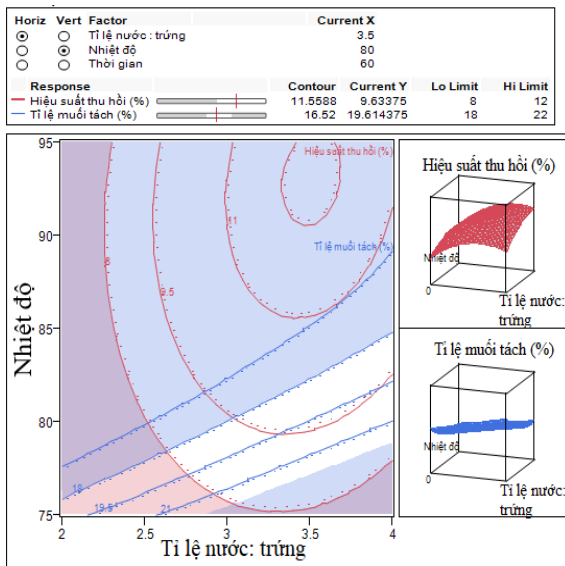 Horiz Vert Factor Current X
Tỉ lệ nước : trứng 3.5
Nhiệt độ 80
Thời gian 60
Response Contour Current Y Lo Limit Hi Limit
Hiệu suất thu hồi (%) 11.5588 9.63375 8 12
Tỉ lệ muối tách (%) 16.52 19.614375 18 22
95
90
85
80
75
Nhiệt độ
Hiệu suất thu hồi (%)
Tỉ lệ muối tách (%)
11
9.5
8
18
19.5
21
2 2.5 3 3.5 4
Tỉ lệ nước: trứng
Hiệu suất thu hồi (%)
Nhiệt độ
0
Tỉ lệ nước:
trứng
Tỉ lệ muối tách (%)
Nhiệt độ
0
Tỉ lệ nước:
trứng